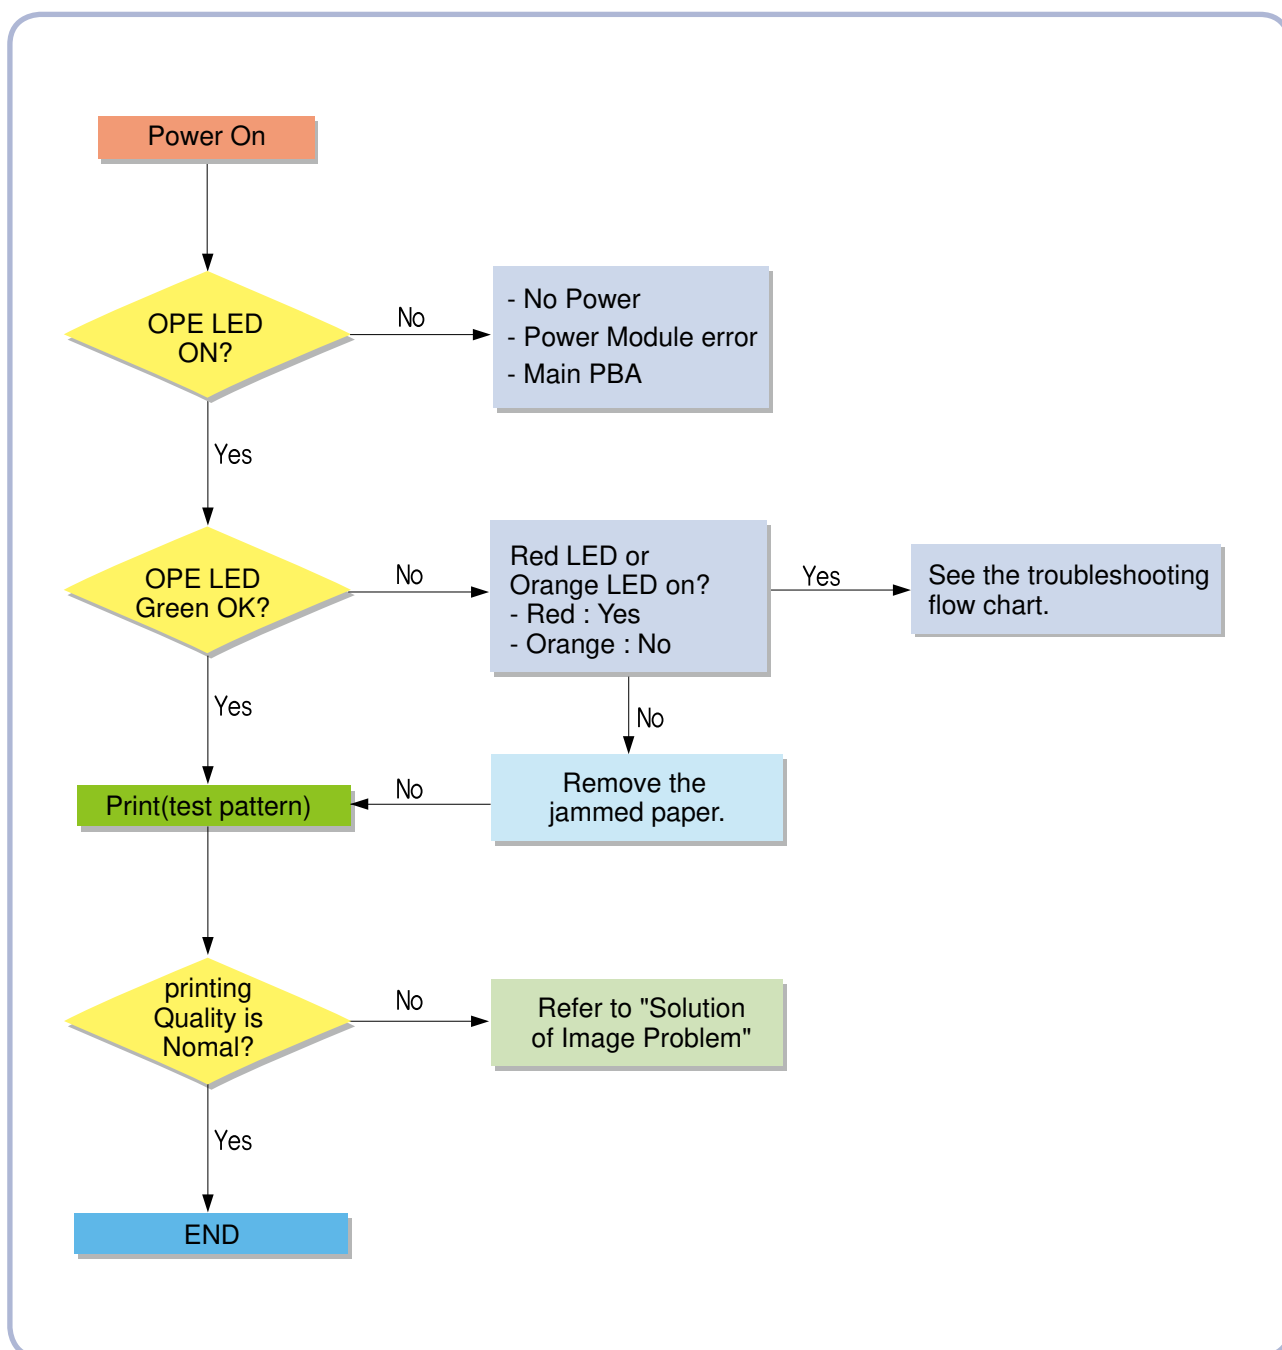 Power On
OPE LED
ON?
No
- No Power
- Power Module error
- Main PBA
Yes
OPE LED
Green OK?
No
Red LED or
Orange LED on?
- Red : Yes
- Orange : No
Yes
See the troubleshooting
flow chart.
Yes
No
Print(test pattern)
No
Remove the
jammed paper.
printing
Quality is
Nomal?
No
Refer to "Solution
of Image Problem"
Yes
END